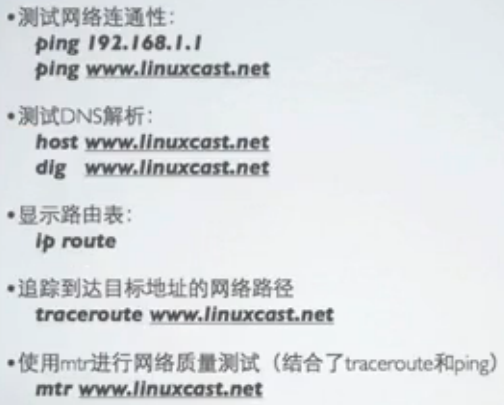 •测试网络连通性：
ping 192.168.1.1
ping www.linuxcast.net
•测试DNS解析：
host www.linuxcast.net
dig www.linuxcast.net
•显示路由表：
ip route
•追踪到达目标地址的网络路径
traceroute www.linuxcast.net
•使用mtr进行网络质量测试（结合了traceroute和ping）
mtr www.linuxcast.net